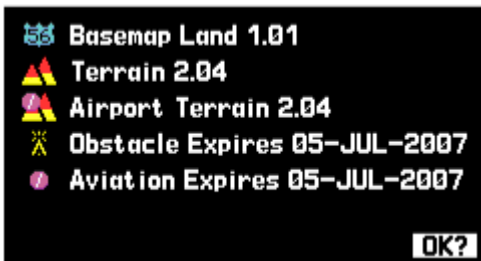 56 Basemap Land 1.01
Terrain 2.04
Airport Terrain 2.04
Obstacle Expires 05-JUL-2007
Aviation Expires 05-JUL-2007
OK?